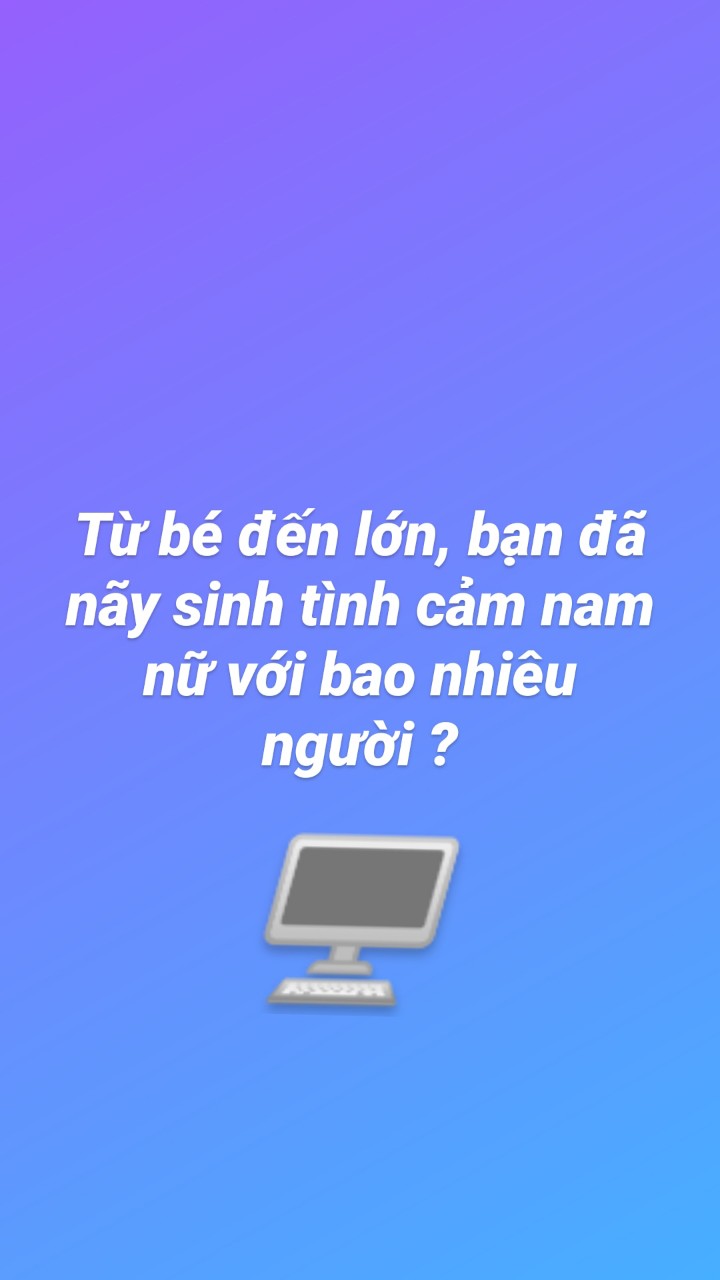 Từ bé đến lớn, bạn đã
nãy sinh tình cảm nam
nữ với bao nhiêu
người ?